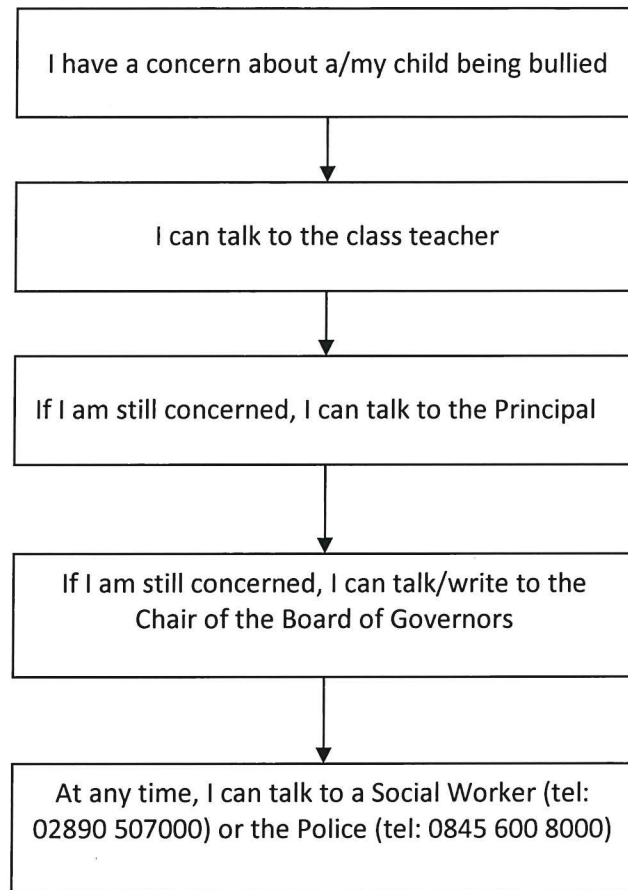 I have a concern about a/my child being bullied
I can talk to the class teacher
If I am still concerned, I can talk to the Principal
If I am still concerned, I can talk/write to the
Chair of the Board of Governors
At any time, I can talk to a Social Worker (tel:
02890 507000) or the Police (tel: 0845 600 8000)